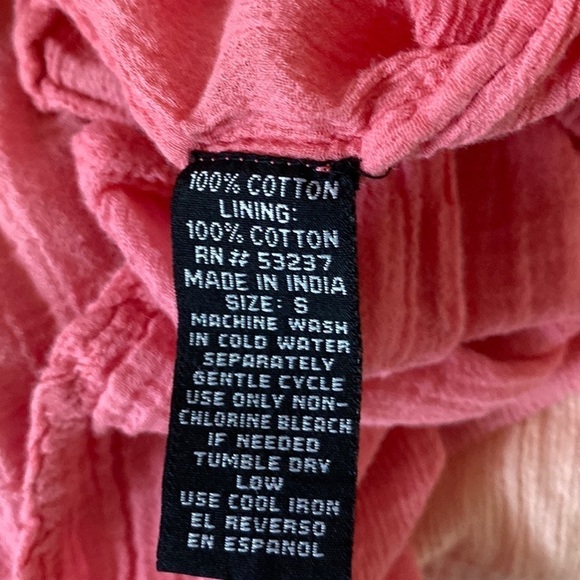 100% COTTON
LINING:
100% COTTON
RN# 53237
MADE IN INDIA
SIZE: S
MACHINE WASH
IN COLD WATER
SEPARATELY
GENTLE CYCLE
USE ONLY NON-
CHLORINE BLEACH
IF NEEDED
TUMBLE DRY
LOW
USE COOL IRON
EL REVERSO
EN ESPANOL